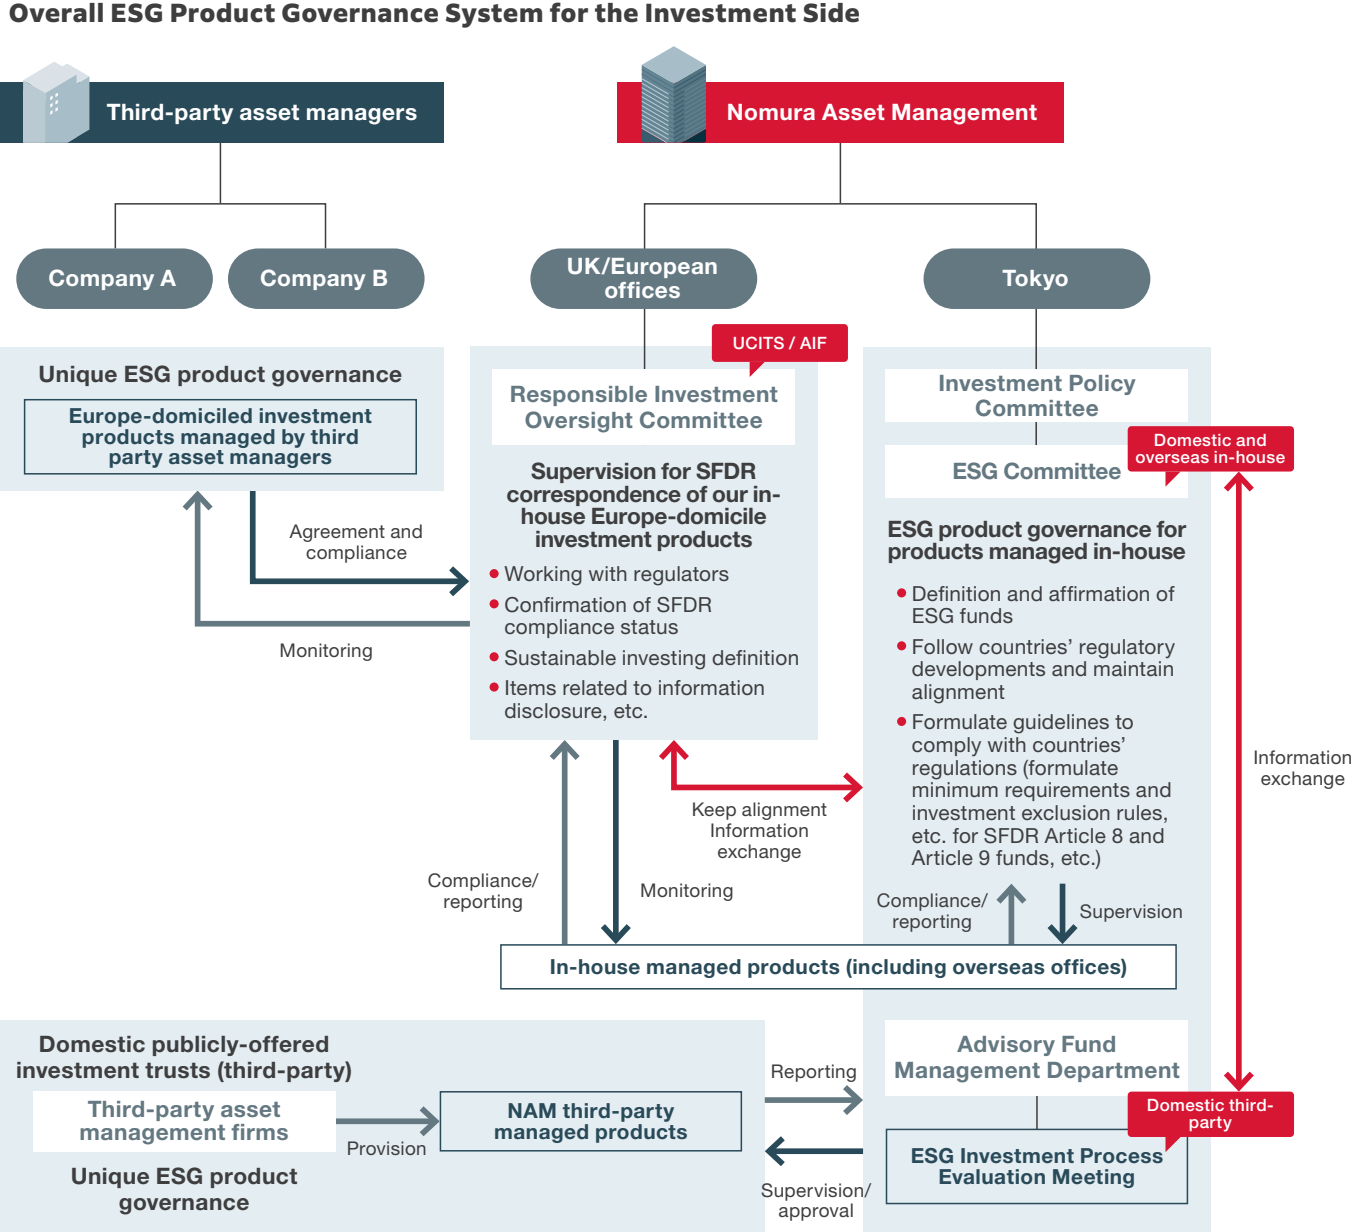 Overall ESG Product Governance System for the Investment Side
Third-party asset managers
Nomura Asset Management
Company A
Company B
UK/European
offices
Tokyo
Unique ESG product governance
Europe-domiciled investment
products managed by third
party asset managers
Agreement and
compliance
Monitoring
UCITS / AIF
Responsible Investment
Oversight Committee
Supervision for SFDR
correspondence of our in-
house Europe-domicile
investment products
• Working with regulators
• Confirmation of SFDR
compliance status
• Sustainable investing definition
• Items related to information
disclosure, etc.
Investment Policy
Committee
Domestic and
overseas in-house
ESG Committee
ESG product governance for
products managed in-house
• Definition and affirmation of
ESG funds
• Follow countries’ regulatory
developments and maintain
alignment
• Formulate guidelines to
comply with countries’
regulations (formulate
minimum requirements and
investment exclusion rules,
etc. for SFDR Article 8 and
Article 9 funds, etc.)
Information
exchange
Keep alignment
Information
exchange
Compliance/
reporting
Monitoring
Compliance/
reporting
Supervision
In-house managed products (including overseas offices)
Domestic publicly-offered
investment trusts (third-party)
Third-party asset
management firms
Unique ESG product
governance
Provision
NAM third-party
managed products
Reporting
Supervision/
approval
Advisory Fund
Management Department
Domestic third-
party
ESG Investment Process
Evaluation Meeting